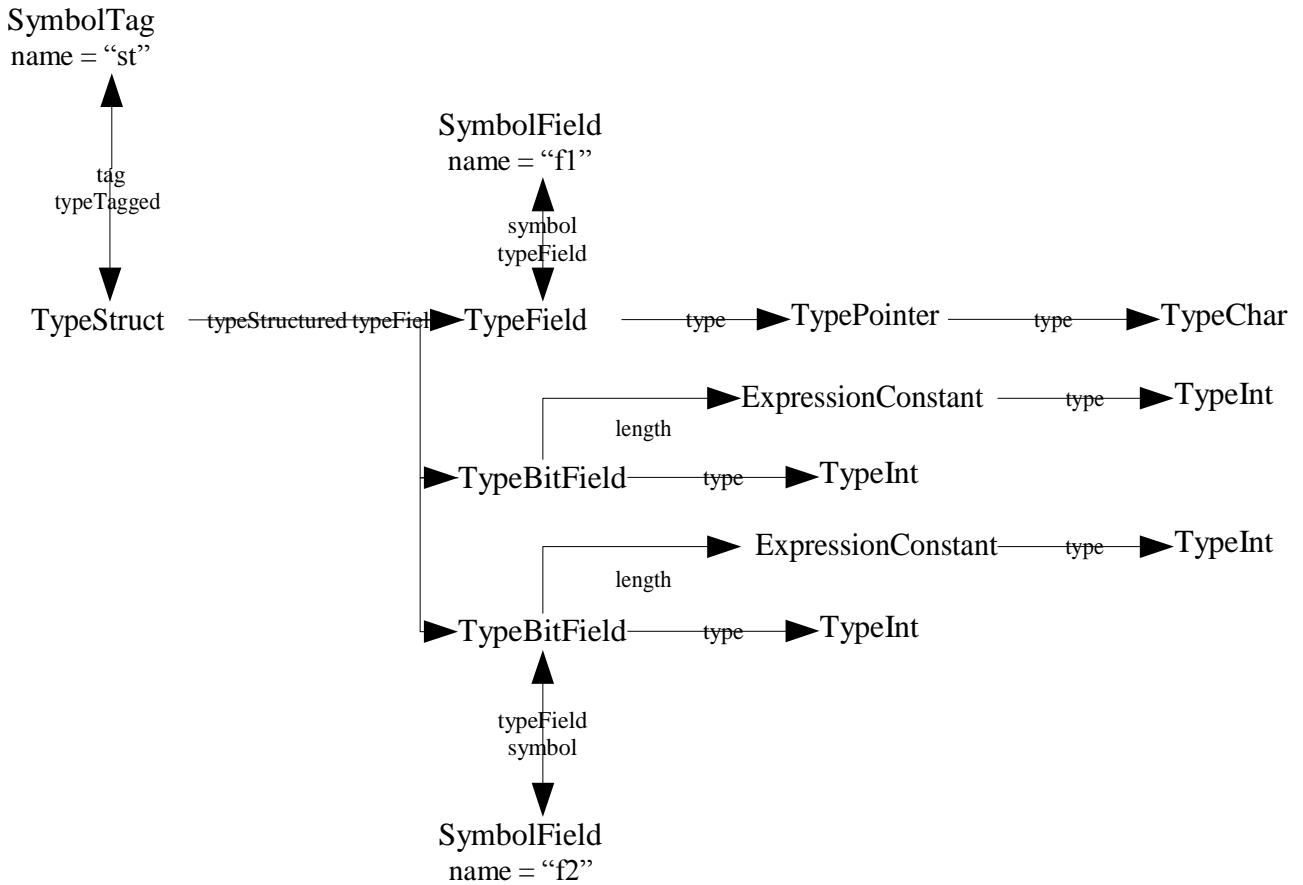 SymbolTag
name = “st”
SymbolField
name = “f1”
tag
typeTagged
symbol
typeField
TypeStruct
typeStructured typeFiel
TypeField
type
TypePointer
type
TypeChar
ExpressionConstant
type
TypeInt
length
TypeBitField
type
TypeInt
ExpressionConstant
type
TypeInt
length
TypeBitField
type
TypeInt
typeField
symbol
SymbolField
name = “f2”